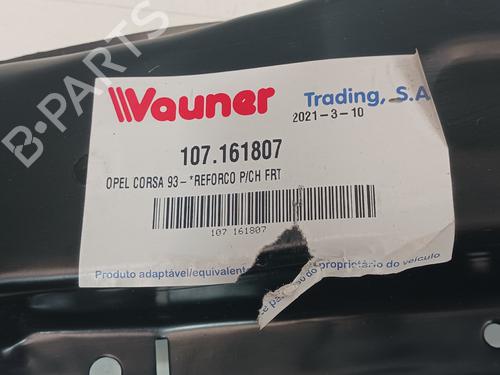 B-PARTS
Vauner
Trading, S.A
2021-3-10
107.161807
OPEL CORSA 93-*REFORCO P/CH FRT
107 161807
Produto adaptável/equivalente
proprietário do veículo